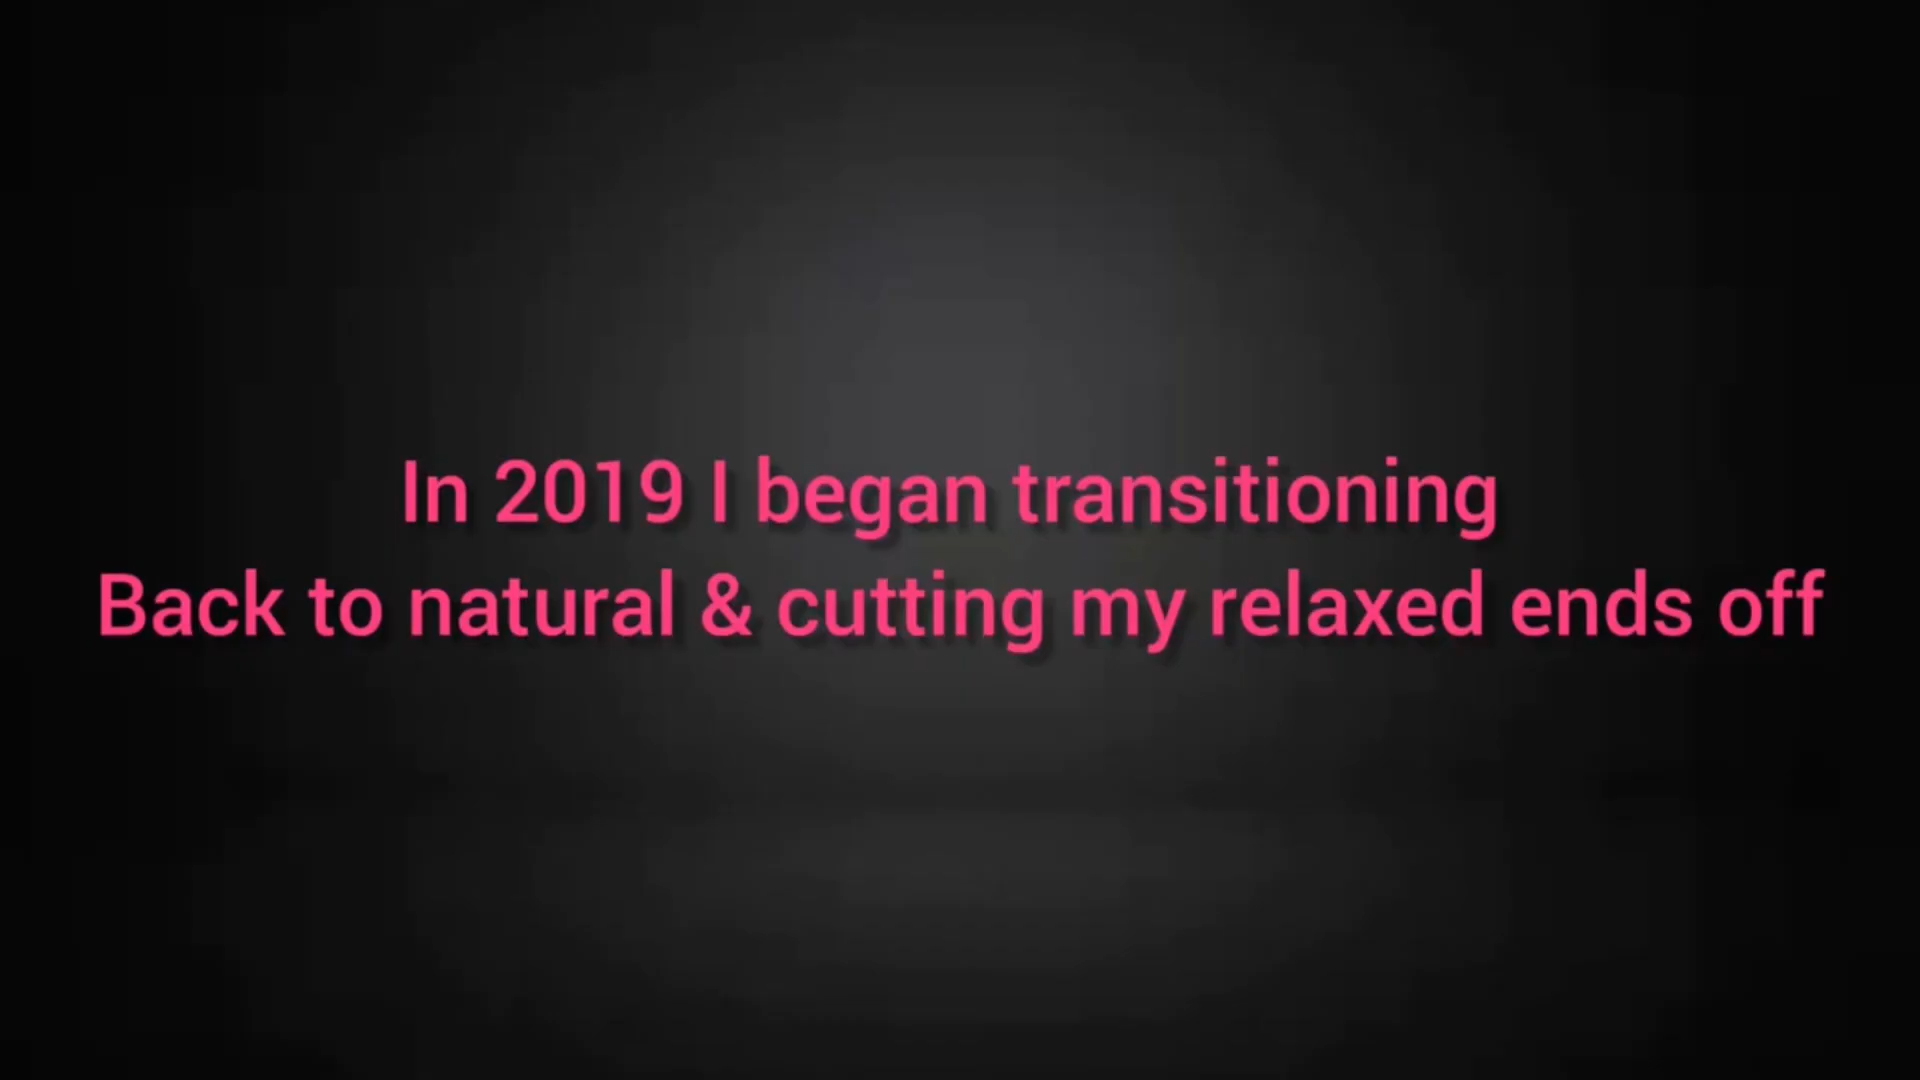 In 2019 I began transitioning
Back to natural & cutting my relaxed ends off